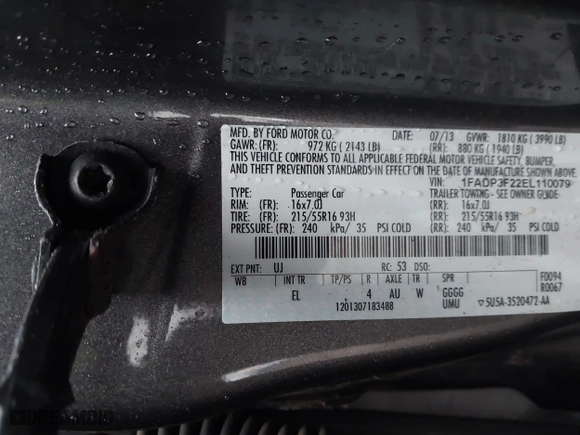 MFD. BY FORD MOTOR CO. DATE: 07/13 GVWR: 1810 KG ( 3990 LB)
GAWR: (FR): 972 KG ( 2143 LB) (RR): 880 KG ( 1940 LB)
THIS VEHICLE CONFORMS TO ALL APPLICABLE FEDERAL MOTOR VEHICLE SAFETY, BUMPER,
AND THEFT PREVENTION STANDARDS IN EFFECT ON THE DATE OF MANUFACTURE SHOWN ABOVE.
VIN: 1FADP3F22EL110079
TYPE: Passenger Car TRAILER TOWING - SEE OWNER GUIDE
RIM: (FR): 16x7.0J (RR): 16x7.0J
TIRE: (FR): 215/55R16 93H (RR): 215/55R16 93H
PRESSURE: (FR): 240 kPa/ 35 PSI COLD (RR): 240 kPa/ 35 PSI COLD
EXT PNT: UJ RC: 53 DSO:
WB INT TR TP/PS R AXLE TR SPR F0094
EL 4 AU W GGGG R0067
1201307183488 UMU 5U5A-3520472-AA